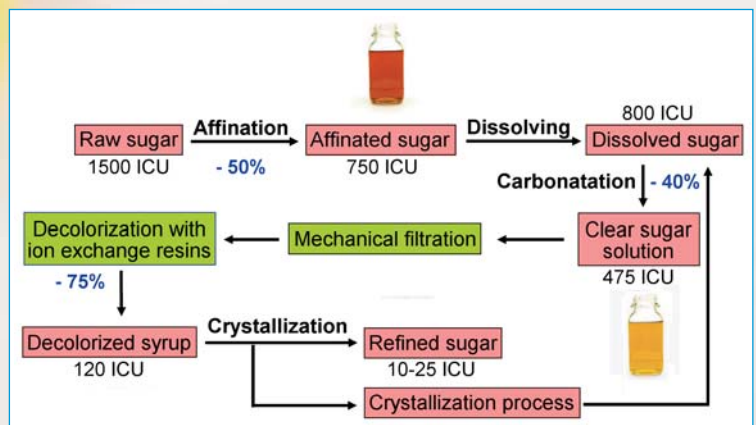 800 ICU
Raw sugar
Affination
Affinated sugar
Dissolving
Dissolved sugar
1500 ICU
- 50%
750 ICU
Carbonatation
- 40%
Decolorization with
ion exchange resins
Mechanical filtration
Clear sugar
solution
- 75%
475 ICU
Decolorized syrup
Crystallization
Refined sugar
120 ICU
10-25 ICU
Crystallization process